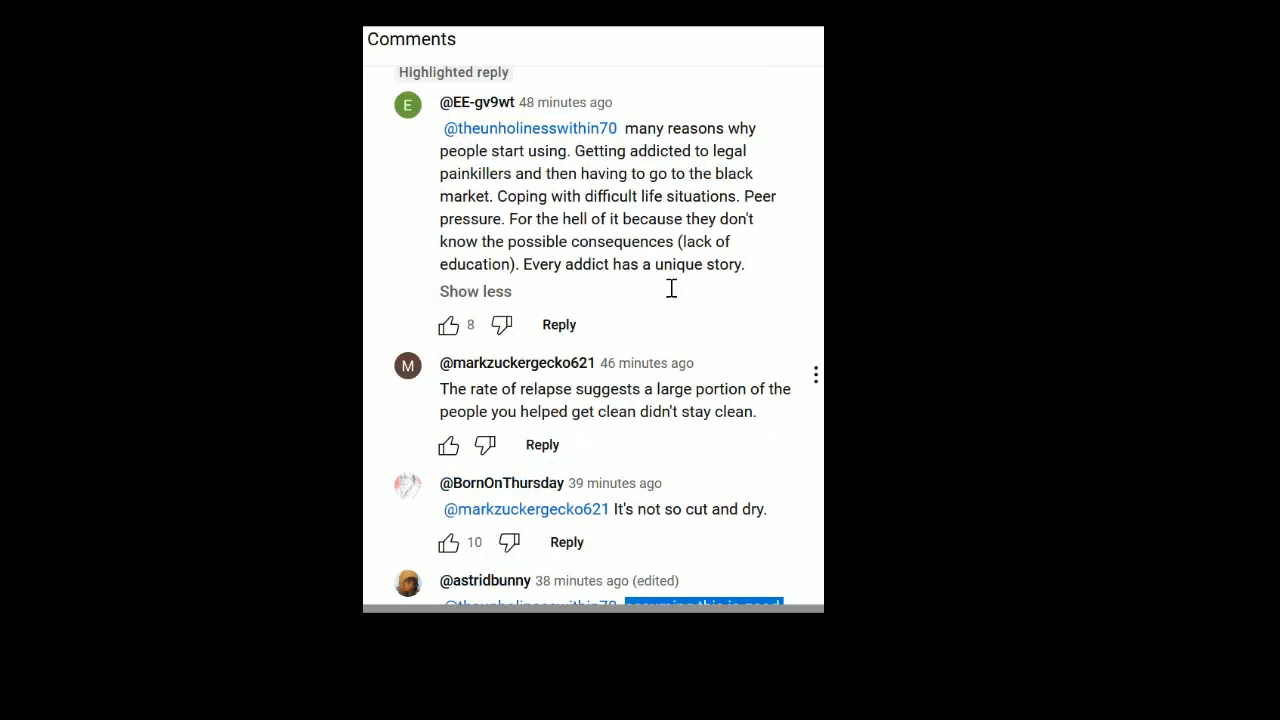 Comments
Highlighted reply
E
@EE-gv9wt 48 minutes ago
@theunholinesswithin70 many reasons why
people start using. Getting addicted to legal
painkillers and then having to go to the black
market. Coping with difficult life situations. Peer
pressure. For the hell of it because they don't
know the possible consequences (lack of
education). Every addict has a unique story.
Show less
8 Reply
M
@markzuckergecko621 46 minutes ago
The rate of relapse suggests a large portion of the
people you helped get clean didn't stay clean.
Reply
@BornOnThursday 39 minutes ago
@markzuckergecko621 It's not so cut and dry.
10 Reply
@astridbunny 38 minutes ago (edited)
@theunholinesswithin70 assuming this is good